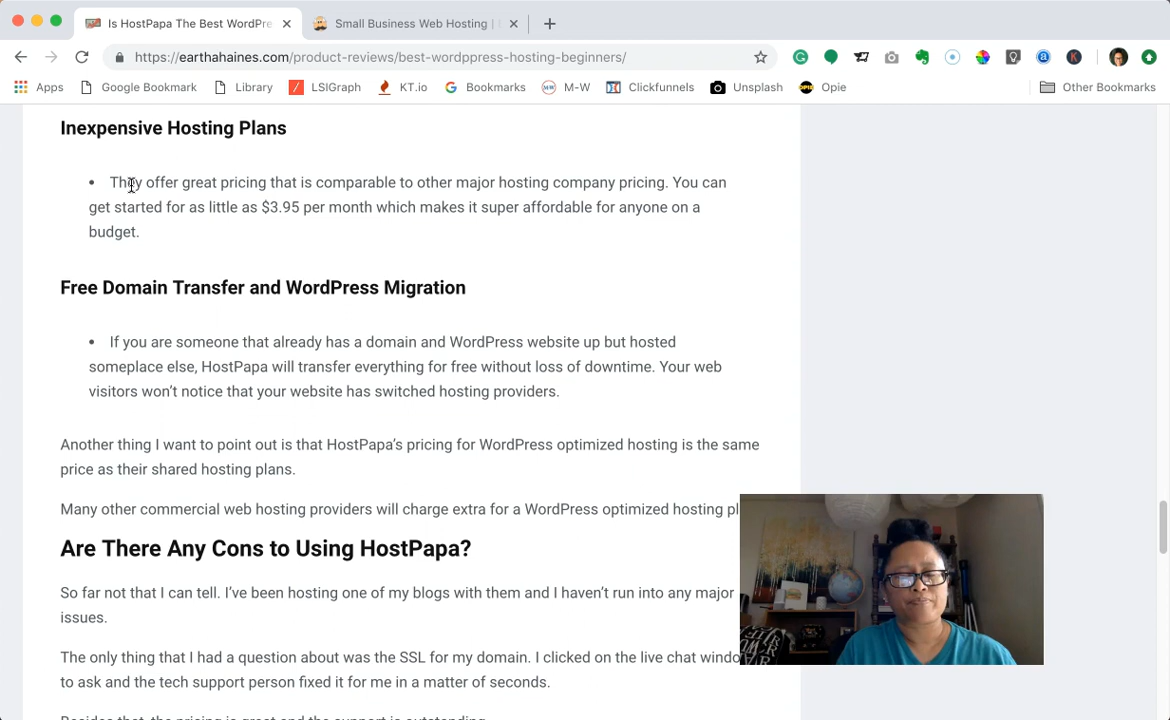 Is HostPapa The Best WordPre
Small Business Web Hosting |
https://earthahaines.com/product-reviews/best-wordppress-hosting-beginners/
Apps Google Bookmark Library LSIGraph KT.io Bookmarks M-W Clickfunnels Unsplash Opie Other Bookmarks
Inexpensive Hosting Plans
• They offer great pricing that is comparable to other major hosting company pricing. You can
get started for as little as $3.95 per month which makes it super affordable for anyone on a
budget.
Free Domain Transfer and WordPress Migration
• If you are someone that already has a domain and WordPress website up but hosted
someplace else, HostPapa will transfer everything for free without loss of downtime. Your web
visitors won’t notice that your website has switched hosting providers.
Another thing I want to point out is that HostPapa’s pricing for WordPress optimized hosting is the same
price as their shared hosting plans.
Many other commercial web hosting providers will charge extra for a WordPress optimized hosting pl
Are There Any Cons to Using HostPapa?
So far not that I can tell. I’ve been hosting one of my blogs with them and I haven’t run into any major
issues.
The only thing that I had a question about was the SSL for my domain. I clicked on the live chat windo
to ask and the tech support person fixed it for me in a matter of seconds.
Besides that, the pricing is great and the support is outstanding.